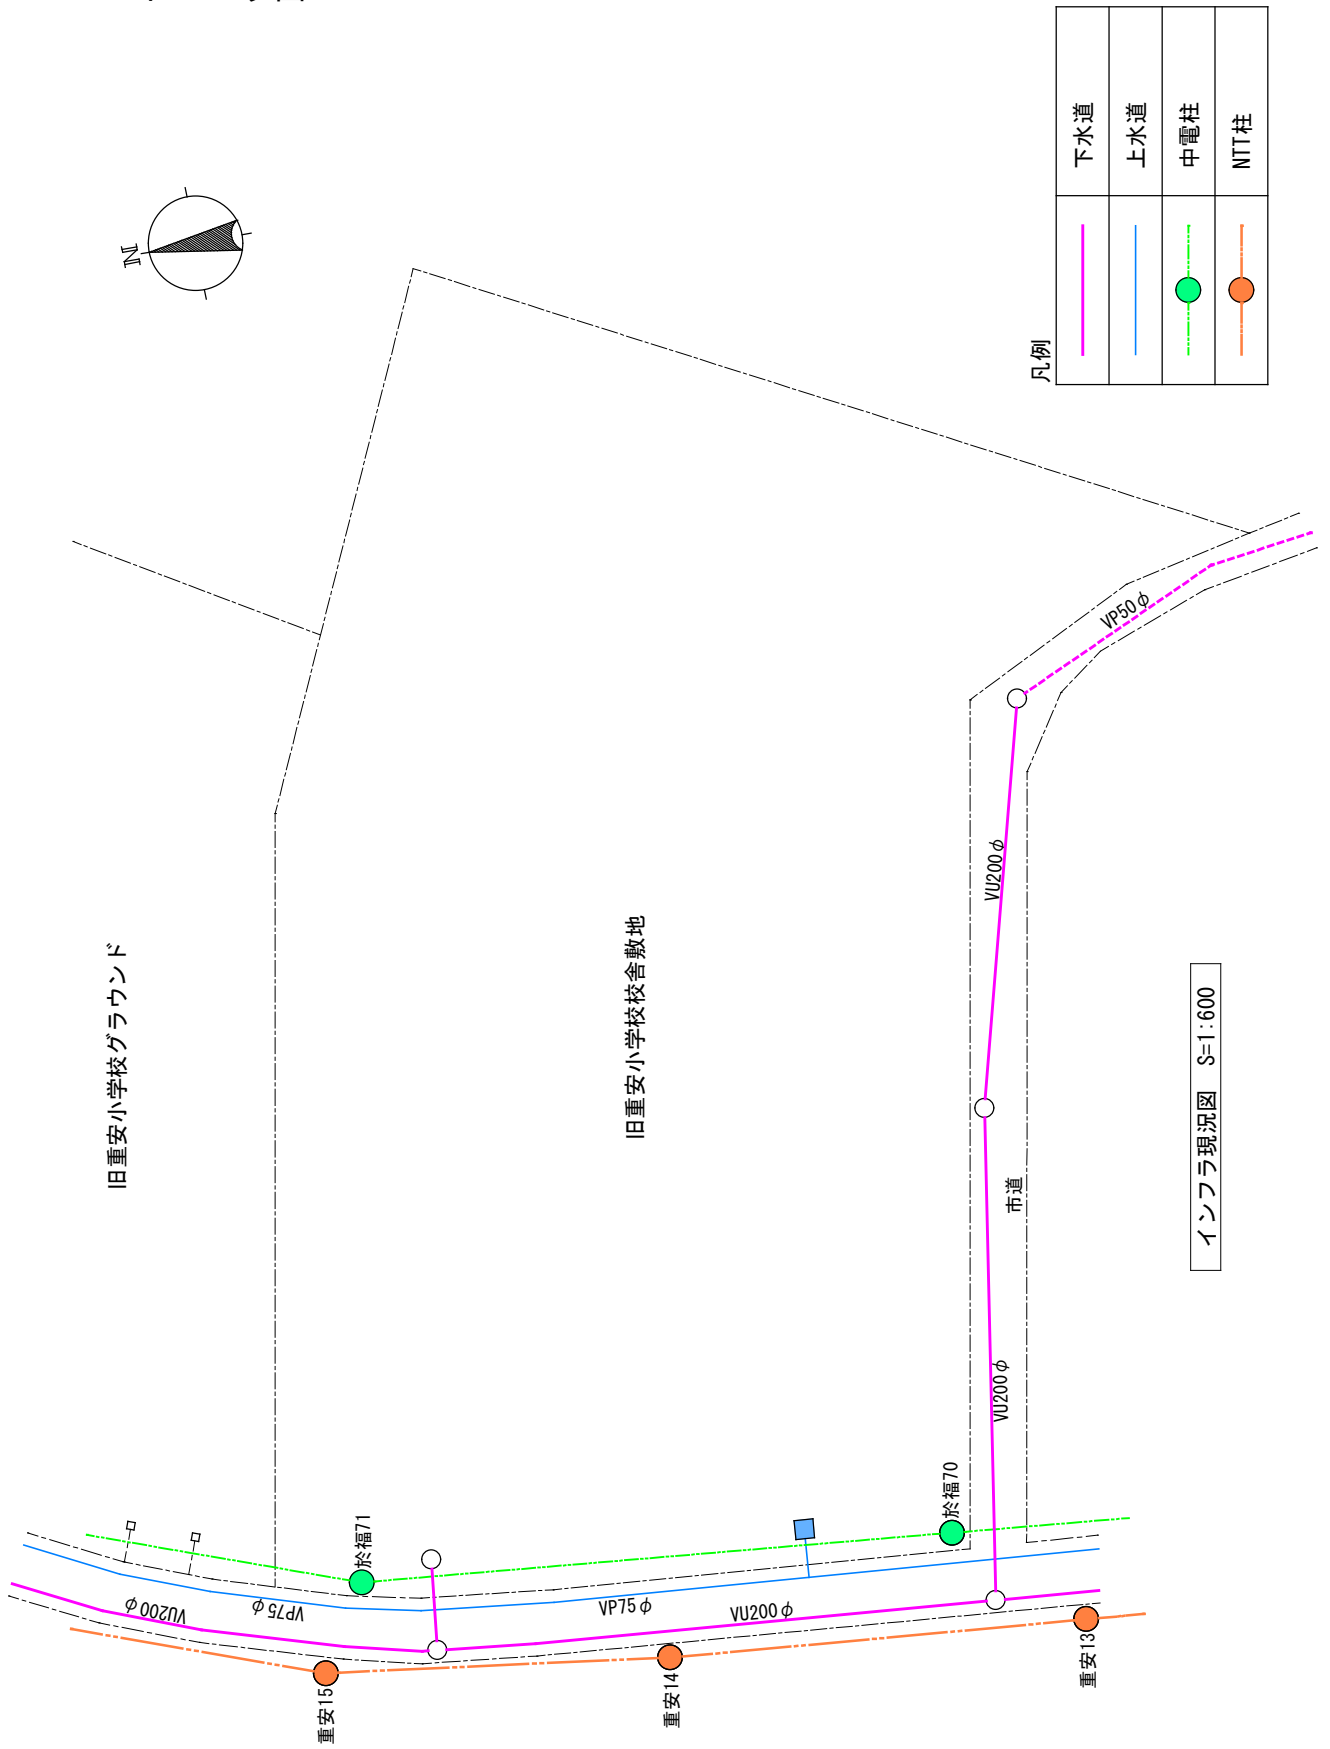 N
凡例
下水道
上水道
中電柱
NTT柱
旧重安小学校グラウンド
旧重安小学校校舎敷地
VP50φ
VU200φ
市道
VU200φ
インフラ現況図 S=1:600
於福71
於福70
VU200φ
VP75φ
VP75φ
VU200φ
重安15
重安14
重安13